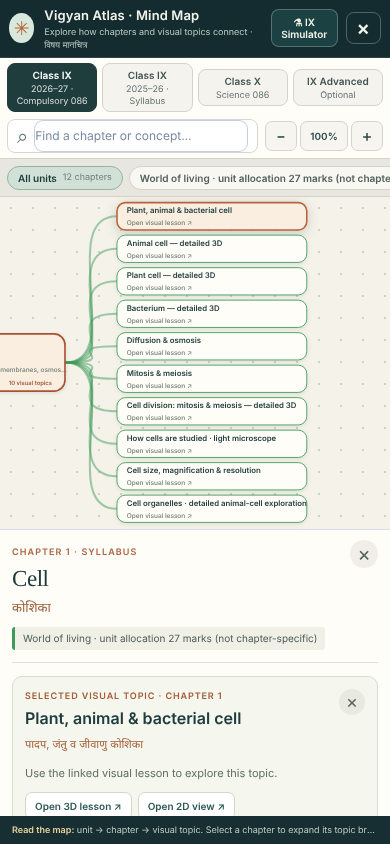 Vigyan Atlas · Mind Map
Explore how chapters and visual topics connect ·
विषय मानचित्र
⚗ IX
Simulator
×
Class IX
2026–27 ·
Compulsory 086
Class IX
2025–26 ·
Syllabus
Class X
Science 086
IX Advanced
Optional
Find a chapter or concept...
−
100%
+
All units 12 chapters
World of living · unit allocation 27 marks (not chapte
Plant, animal & bacterial cell
Open visual lesson ↗
Animal cell — detailed 3D
Open visual lesson ↗
Plant cell — detailed 3D
Open visual lesson ↗
Bacterium — detailed 3D
Open visual lesson ↗
Diffusion & osmosis
Open visual lesson ↗
membranes, osmos...
10 visual topics
Mitosis & meiosis
Open visual lesson ↗
Cell division: mitosis & meiosis — detailed 3D
Open visual lesson ↗
How cells are studied · light microscope
Open visual lesson ↗
Cell size, magnification & resolution
Open visual lesson ↗
Cell organelles · detailed animal-cell exploration
Open visual lesson ↗
CHAPTER 1 · SYLLABUS
×
Cell
कोशिका
World of living · unit allocation 27 marks (not chapter-specific)
SELECTED VISUAL TOPIC · CHAPTER 1
×
Plant, animal & bacterial cell
पादप, जंतु व जीवाणु कोशिका
Use the linked visual lesson to explore this topic.
Open 3D lesson ↗
Open 2D view ↗
Read the map: unit → chapter → visual topic. Select a chapter to expand its topic br...